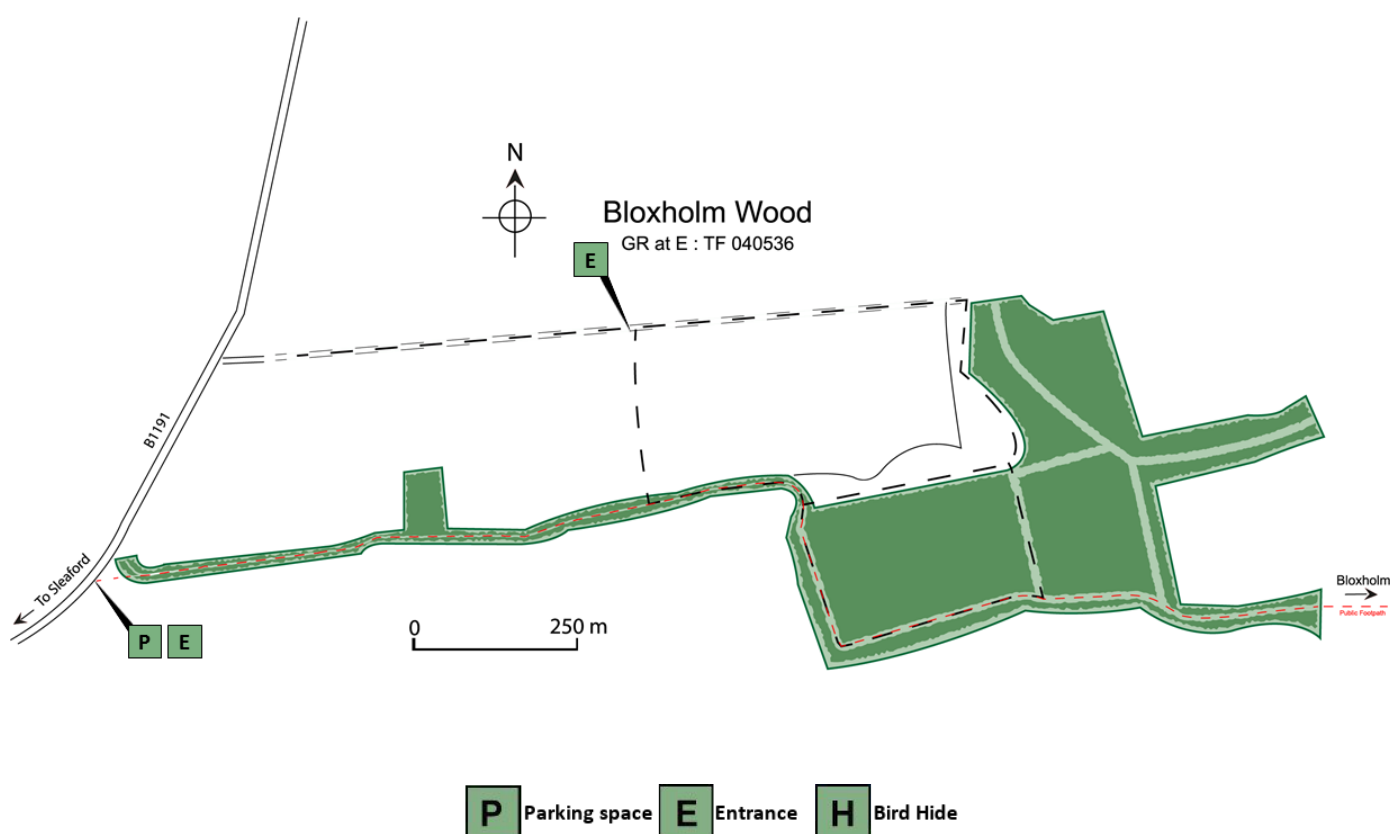 N
Bloxholm Wood
GR at E : TF 040536
E
B1191
To Sleaford
P E
0 250 m
Bloxholm
Public Footpath
P Parking space E Entrance H Bird Hide